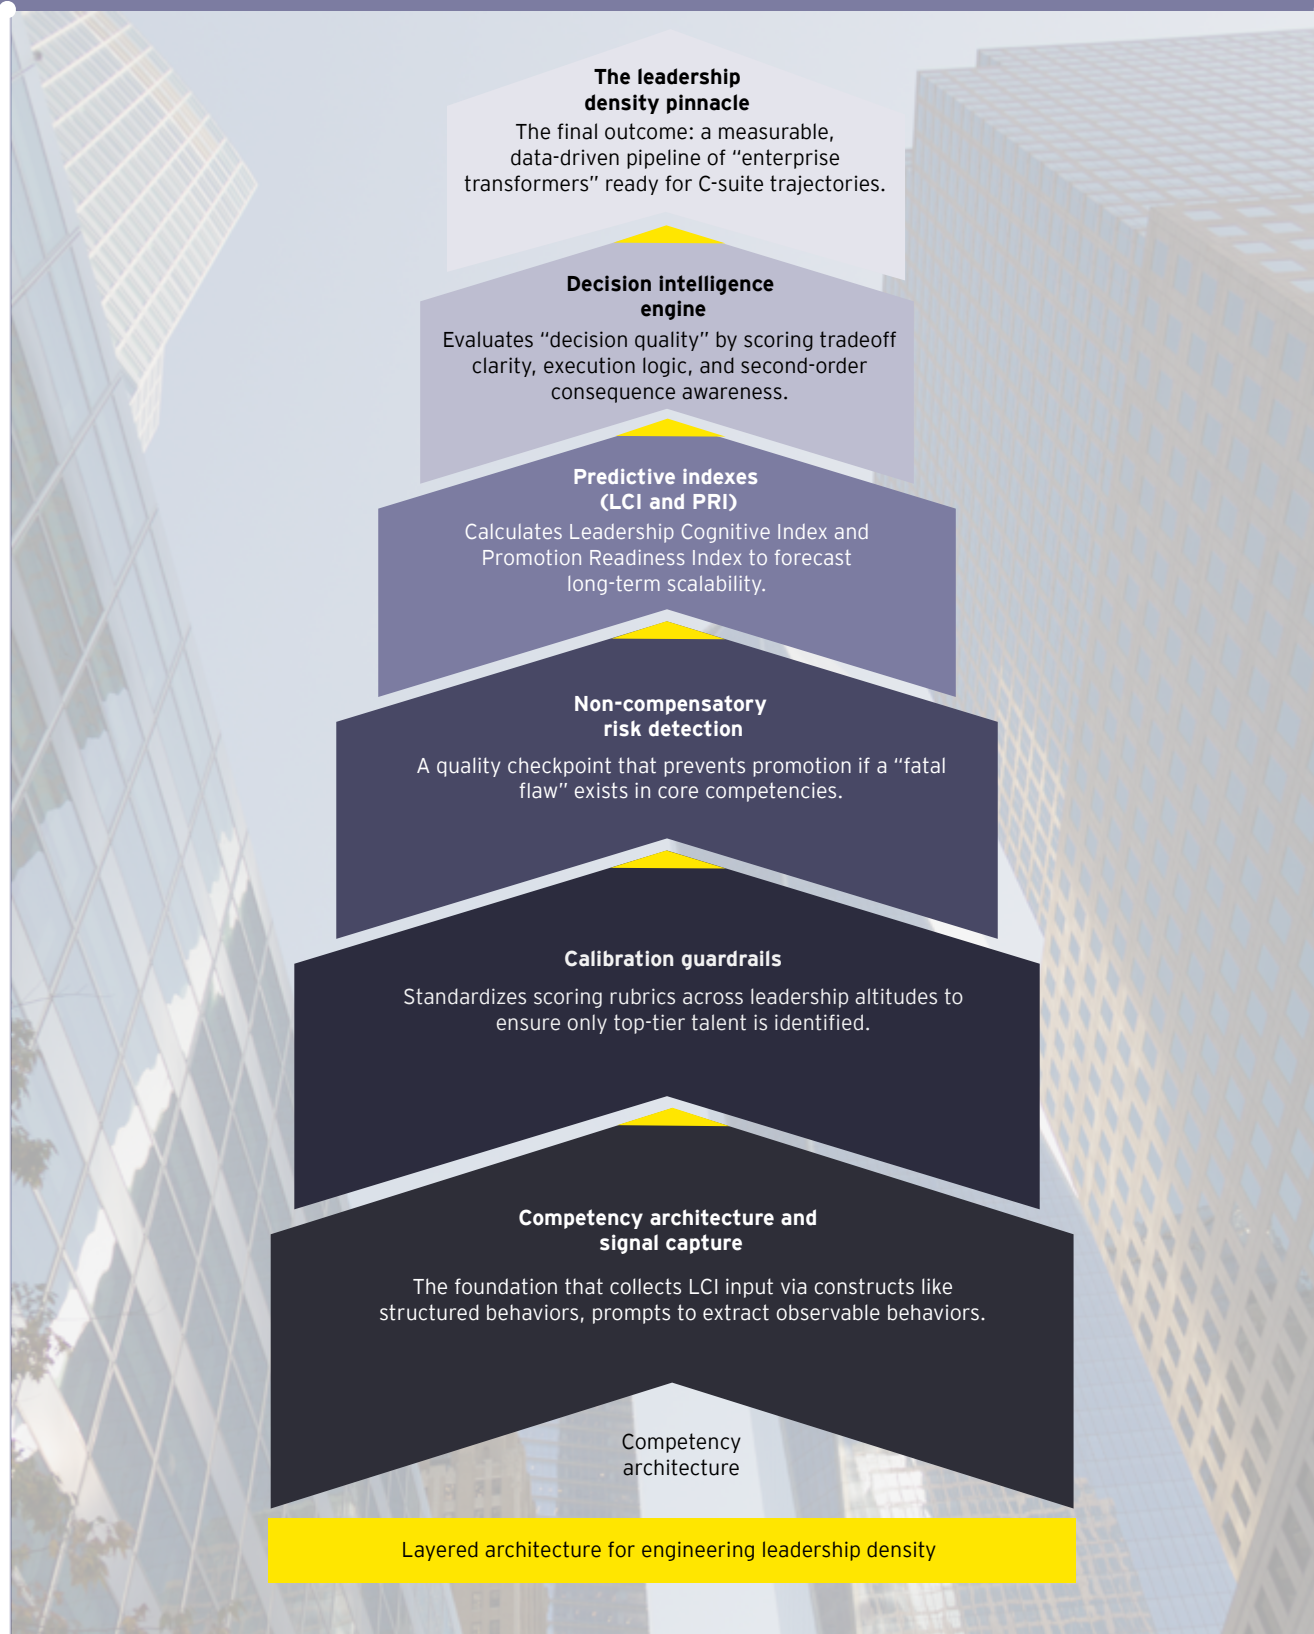 The leadership
density pinnacle
The final outcome: a measurable,
data-driven pipeline of “enterprise
transformers” ready for C-suite trajectories.
Decision intelligence
engine
Evaluates “decision quality” by scoring tradeoff
clarity, execution logic, and second-order
consequence awareness.
Predictive indexes
(LCI and PRI)
Calculates Leadership Cognitive Index and
Promotion Readiness Index to forecast
long-term scalability.
Non-compensatory
risk detection
A quality checkpoint that prevents promotion if a “fatal
flaw” exists in core competencies.
Calibration guardrails
Standardizes scoring rubrics across leadership altitudes to
ensure only top-tier talent is identified.
Competency architecture and
signal capture
The foundation that collects LCI input via constructs like
structured behaviors, prompts to extract observable behaviors.
Competency
architecture
Layered architecture for engineering leadership density